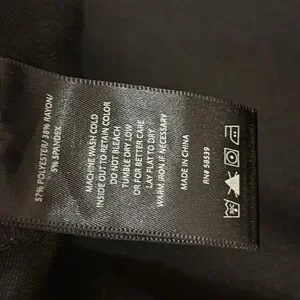 57% POLYESTER/ 38% RAYON/
5% SPANDEX
MACHINE WASH COLD
INSIDE OUT TO RETAIN COLOR
DO NOT BLEACH
TUMBLE DRY LOW
OR FOR BETTER CARE
LAY FLAT TO DRY
WARM IRON IF NECESSARY
MADE IN CHINA
RN# 58539